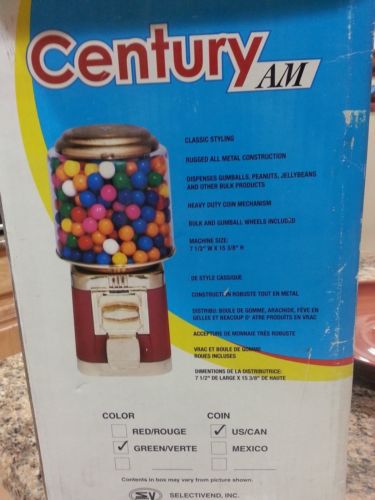 Century AM
CLASSIC STYLING
RUGGED ALL METAL CONSTRUCTION
DISPENSES GUMBALLS, PEANUTS, JELLYBEANS
AND OTHER BULK PRODUCTS
HEAVY DUTY COIN MECHANISM
BULK AND GUMBALL WHEELS INCLUDED
MACHINE SIZE:
7 1/2" W X 15 3/8" H
DE STYLE CASSIQUE
CONSTRUCTION ROBUSTE TOUT EN METAL
DISTRIBU: BOULE DE GOMME, ARACHIDE, FÈVE EN
GELLEE ET BEACOUP D' ATRE PRODUITS EN VRAC
ACCEPTURE DE MONNAIE TRÈS ROBUSTE
VRAC ET BOULE DE GOMME
ROUES INCLUSES
DIMENTIONS DE LA DISTRIBUTRICE:
7 1/2" DE LARGE X 15 3/8" DE HAUTE
COLOR COIN
RED/ROUGE ✓ US/CAN
✓ GREEN/VERTE MEXICO
Contents in box may vary from picture shown.
SV SELECTIVEND, INC.